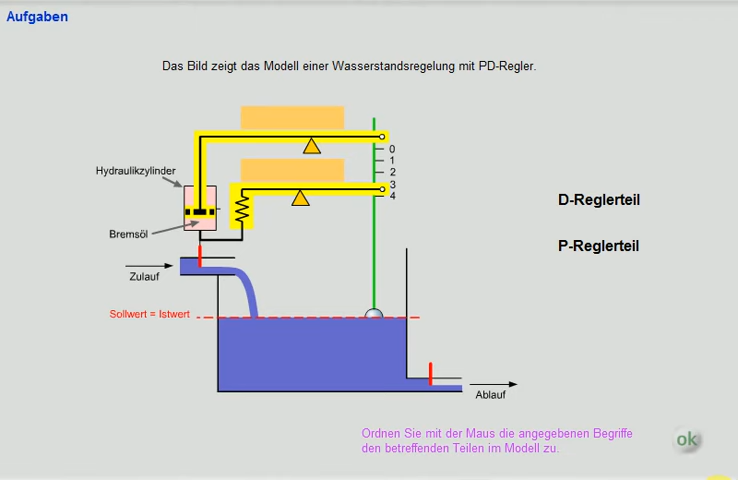 Aufgaben
Das Bild zeigt das Modell einer Wasserstandsregelung mit PD-Regler.
0
1
2
3
4
Hydraulikzylinder
Bremsöl
D-Reglerteil
P-Reglerteil
Zulauf
Sollwert = Istwert
Ablauf
Ordnen Sie mit der Maus die angegebenen Begriffe
den betreffenden Teilen im Modell zu.
ok